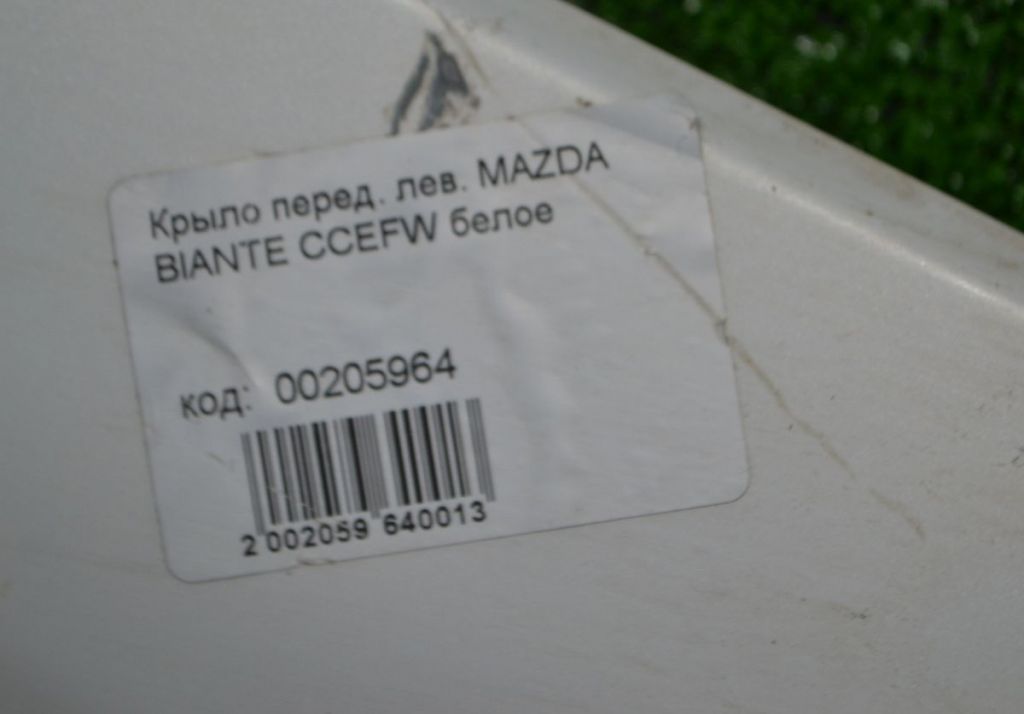 Крыло перед. лев. MAZDA
BIANTE CCEFW белое
код: 00205964
2 002059 640013